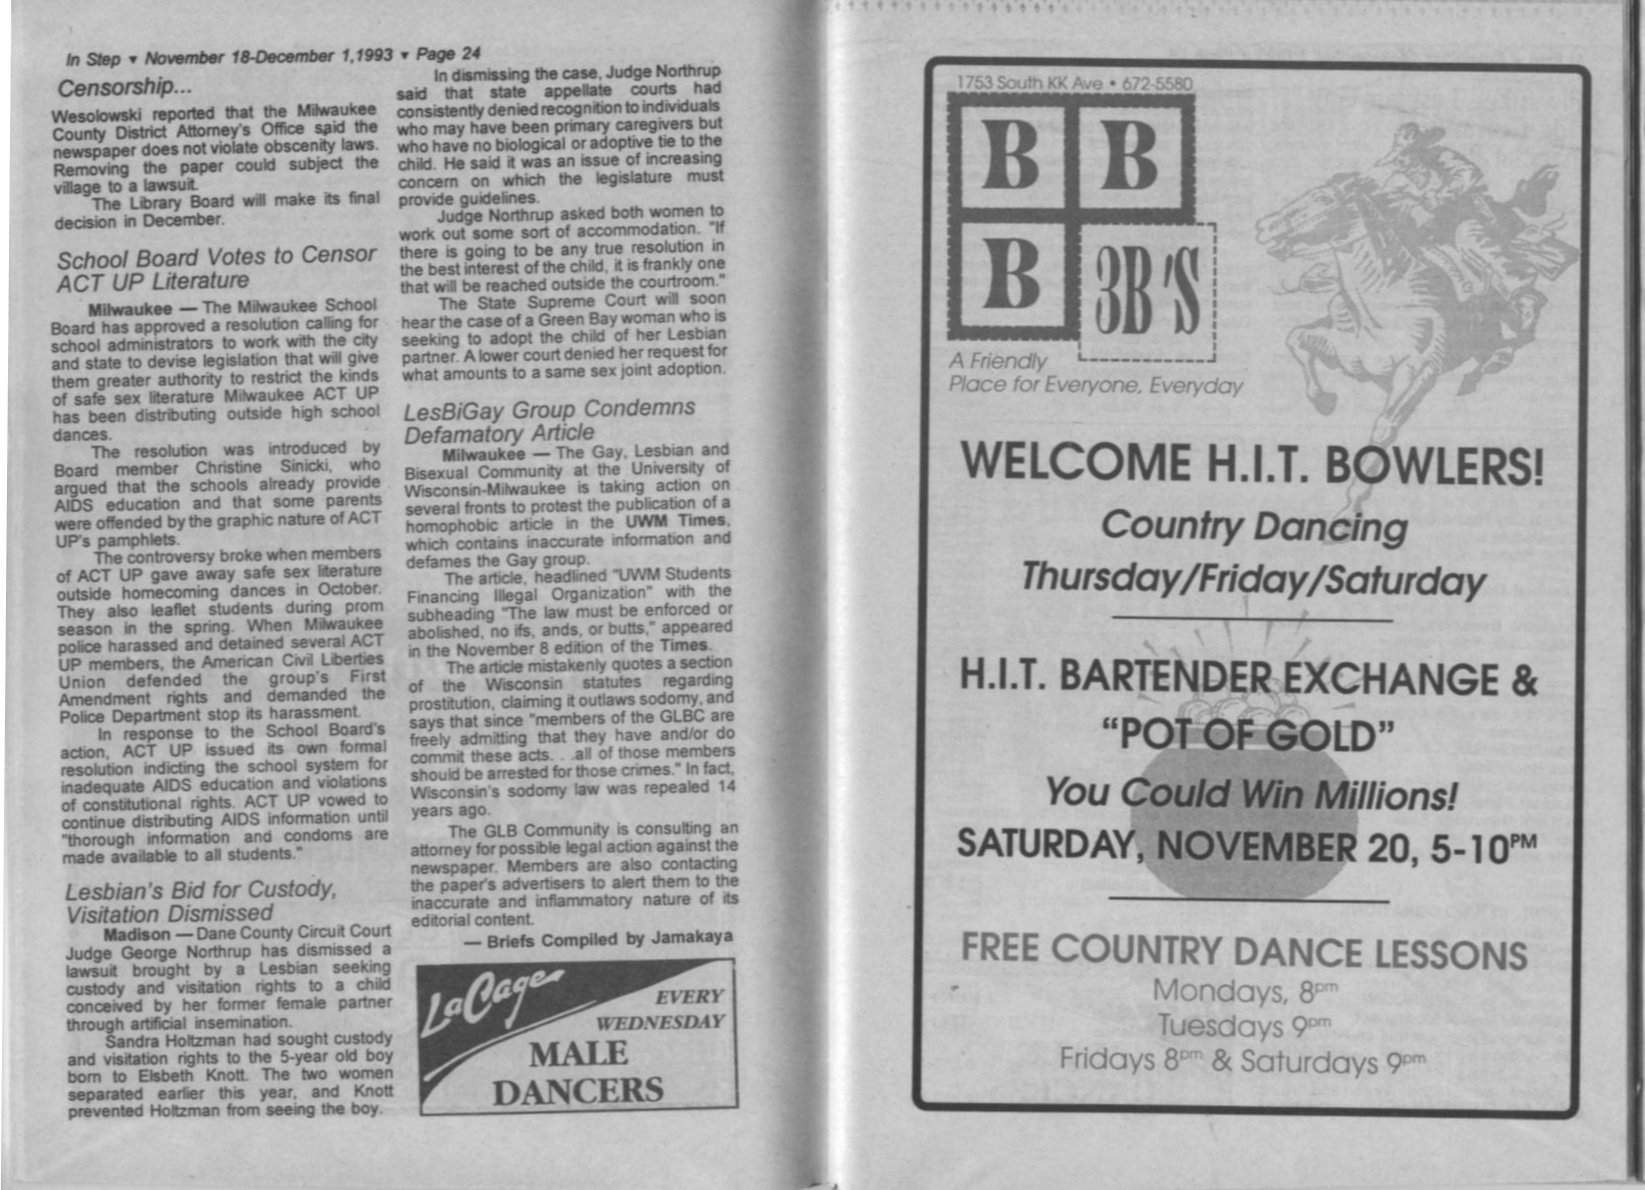 In Step ▾ November 18-December 1,1993 ▾ Page 24
Censorship...
Wesolowski reported that the Milwaukee
County District Attorney's Office said the
newspaper does not violate obscenity laws.
Removing the paper could subject the
village to a lawsuit.
The Library Board will make its final
decision in December.
School Board Votes to Censor
ACT UP Literature
Milwaukee — The Milwaukee School
Board has approved a resolution calling for
school administrators to work with the city
and state to devise legislation that will give
them greater authority to restrict the kinds
of safe sex literature Milwaukee ACT UP
has been distributing outside high school
dances.
The resolution was introduced by
Board member Christine Sinicki, who
argued that the schools already provide
AIDS education and that some parents
were offended by the graphic nature of ACT
UP's pamphlets.
The controversy broke when members
of ACT UP gave away safe sex literature
outside homecoming dances in October.
They also leaflet students during prom
season in the spring. When Milwaukee
police harassed and detained several ACT
UP members, the American Civil Liberties
Union defended the group's First
Amendment rights and demanded the
Police Department stop its harassment.
In response to the School Board's
action, ACT UP issued its own formal
resolution indicting the school system for
inadequate AIDS education and violations
of constitutional rights. ACT UP vowed to
continue distributing AIDS information until
"thorough information and condoms are
made available to all students."
Lesbian's Bid for Custody,
Visitation Dismissed
Madison — Dane County Circuit Court
Judge George Northrup has dismissed a
lawsuit brought by a Lesbian seeking
custody and visitation rights to a child
conceived by her former female partner
through artificial insemination.
Sandra Holtzman had sought custody
and visitation rights to the 5-year old boy
born to Elsbeth Knott. The two women
separated earlier this year, and Knott
prevented Holtzman from seeing the boy.
In dismissing the case, Judge Northrup
said that state appellate courts had
consistently denied recognition to individuals
who may have been primary caregivers but
who have no biological or adoptive tie to the
child. He said it was an issue of increasing
concern on which the legislature must
provide guidelines.
Judge Northrup asked both women to
work out some sort of accommodation. "If
there is going to be any true resolution in
the best interest of the child, it is frankly one
that will be reached outside the courtroom."
The State Supreme Court will soon
hear the case of a Green Bay woman who is
seeking to adopt the child of her Lesbian
partner. A lower court denied her request for
what amounts to a same sex joint adoption.
LesBiGay Group Condemns
Defamatory Article
Milwaukee — The Gay, Lesbian and
Bisexual Community at the University of
Wisconsin-Milwaukee is taking action on
several fronts to protest the publication of a
homophobic article in the UWM Times,
which contains inaccurate information and
defames the Gay group.
The article, headlined "UWM Students
Financing Illegal Organization" with the
subheading "The law must be enforced or
abolished, no ifs, ands, or butts," appeared
in the November 8 edition of the Times.
The article mistakenly quotes a section
of the Wisconsin statutes regarding
prostitution, claiming it outlaws sodomy, and
says that since "members of the GLBC are
freely admitting that they have and/or do
commit these acts. . .all of those members
should be arrested for those crimes." In fact,
Wisconsin's sodomy law was repealed 14
years ago.
The GLB Community is consulting an
attorney for possible legal action against the
newspaper. Members are also contacting
the paper's advertisers to alert them to the
inaccurate and inflammatory nature of its
editorial content.
— Briefs Compiled by Jamakaya
La Cage
EVERY
WEDNESDAY
MALE
DANCERS
1753 South KK Ave • 672-5580
B B
B 3B'S
A Friendly
Place for Everyone, Everyday
WELCOME H.I.T. BOWLERS!
Country Dancing
Thursday/Friday/Saturday
H.I.T. BARTENDER EXCHANGE &
"POT OF GOLD"
You Could Win Millions!
SATURDAY, NOVEMBER 20, 5-10PM
FREE COUNTRY DANCE LESSONS
Mondays, 8pm
Tuesdays 9pm
Fridays 8pm & Saturdays 9pm